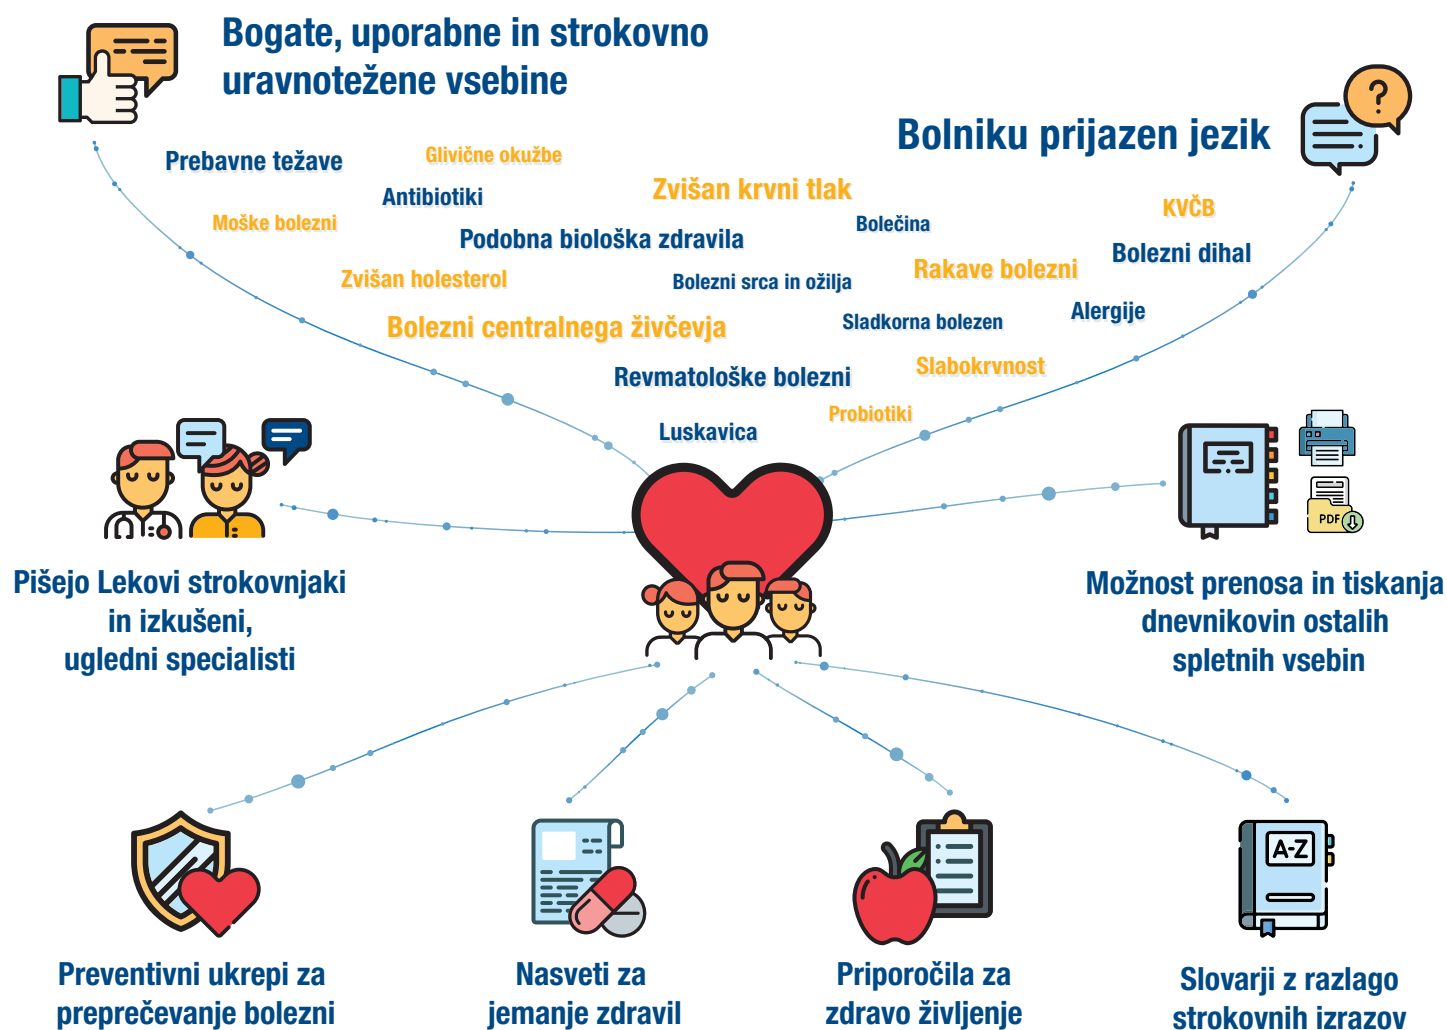 Bogate, uporabne in strokovno
uravnotežene vsebine
Bolniku prijazen jezik
?
Prebavne težave
Glivične okužbe
Antibiotiki
Zvišan krvni tlak
KVČB
Moške bolezni
Bolečina
Podobna biološka zdravila
Bolezni dihal
Zvišan holesterol
Bolezni srca in ožilja
Rakave bolezni
Alergije
Bolezni centralnega živčevja
Sladkorna bolezen
Revmatološke bolezni
Slabokrvnost
Probiotiki
Luskavica
PDF
Pišejo Lekovi strokovnjaki
in izkušeni,
ugledni specialisti
Možnost prenosa in tiskanja
dnevnikovin ostalih
spletnih vsebin
A-Z
Preventivni ukrepi za
preprečevanje bolezni
Nasveti za
jemanje zdravil
Priporočila za
zdravo življenje
Slovarji z razlago
strokovnih izrazov